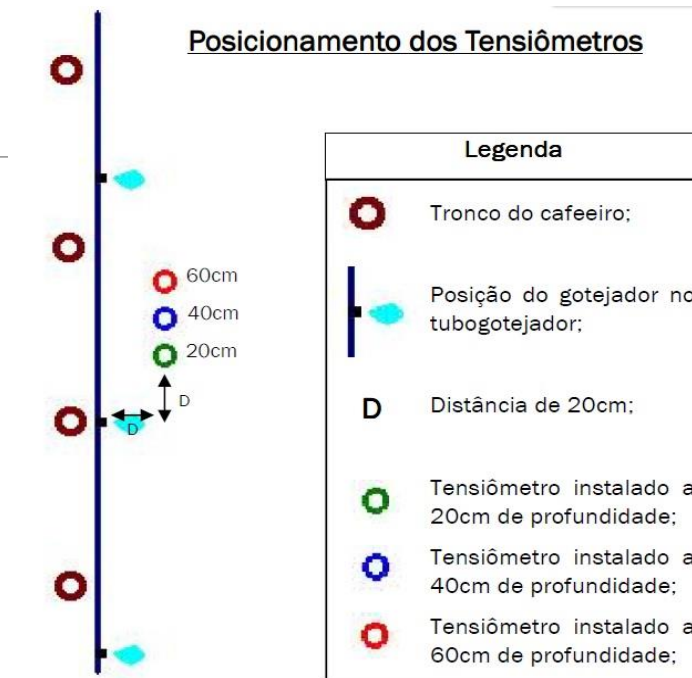 Posicionamento dos Tensiômetros
60cm
40cm
20cm
D
D
Legenda
Tronco do cafeeiro;
Posição do gotejador no
tubogotejador;
D
Distância de 20cm;
Tensiômetro instalado a
20cm de profundidade;
Tensiômetro instalado a
40cm de profundidade;
Tensiômetro instalado a
60cm de profundidade;